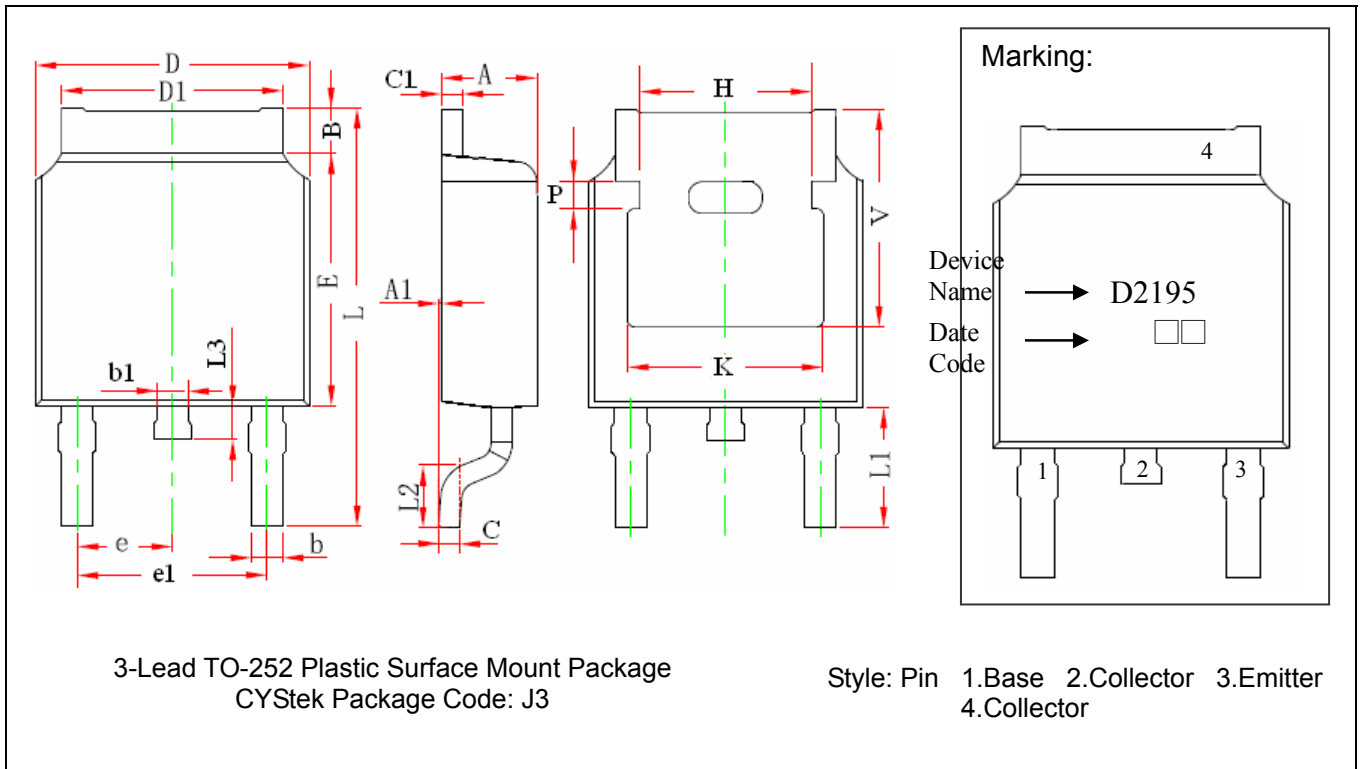 D
D1
B
E
L
L3
b1
e
e1
b
C1
A
A1
L2
C
H
P
V
K
L1
Marking:
4
Device
Name
D2195
Date
Code
□□
1
2
3
3-Lead TO-252 Plastic Surface Mount Package
CYStek Package Code: J3
Style: Pin 1.Base 2.Collector 3.Emitter
4.Collector